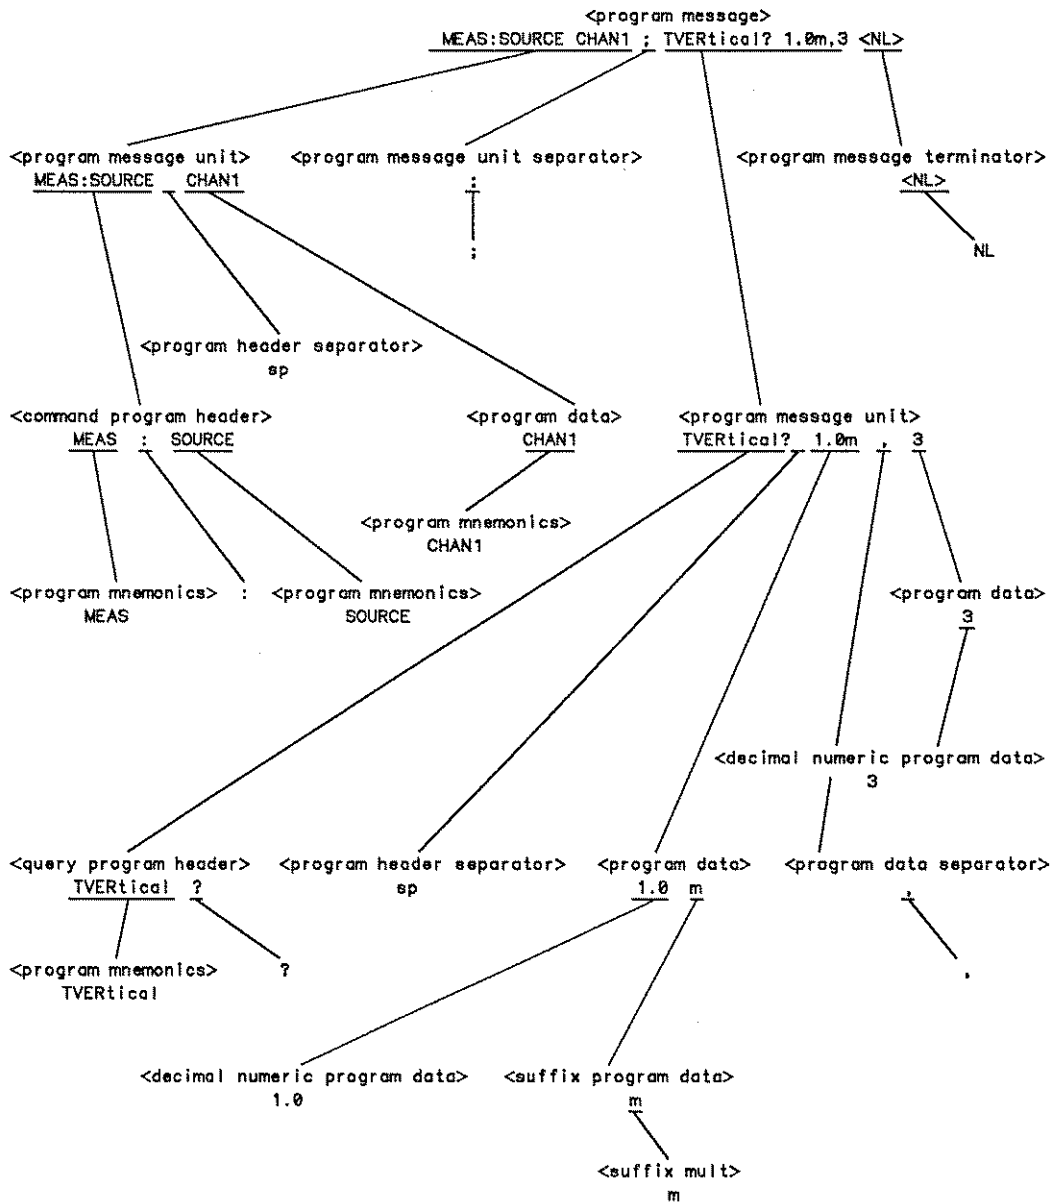 <program message>
MEAS:SOURCE CHAN1 ; TVERtical? 1.0m,3 <NL>
<program message unit> <program message unit separator> <program message terminator>
MEAS:SOURCE CHAN1 ; <NL>
; NL
<program header separator>
sp
<command program header> <program data> <program message unit>
MEAS : SOURCE CHAN1 TVERtical? 1.0m , 3
<program mnemonics>
CHAN1
<program mnemonics> : <program mnemonics> <program data>
MEAS SOURCE 3
<decimal numeric program data>
3
<query program header> <program header separator> <program data> <program data separator>
TVERtical ? sp 1.0 m ,
<program mnemonics> ? ,
TVERtical
<decimal numeric program data> <suffix program data>
1.0 m
<suffix mult>
m